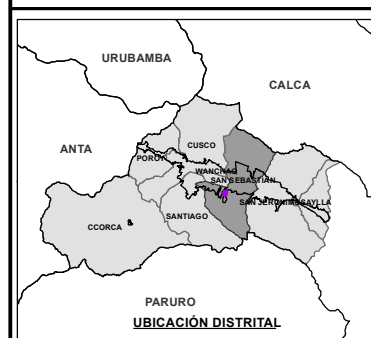 URUBAMBA
CALCA
CUSCO
ANTA
POROY
WANCHAQ
SAN SEBASTIAN
SAN JERONIMO
SAYLLA
SANTIAGO
CCORCA
PARURO
UBICACIÓN DISTRITAL